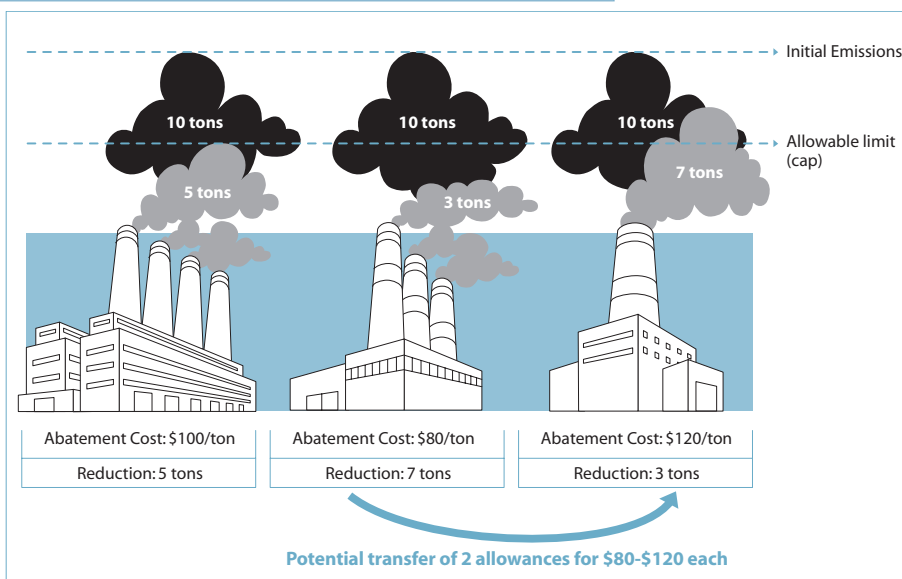 Initial Emissions
10 tons
10 tons
10 tons
Allowable limit
(cap)
5 tons
3 tons
7 tons
Abatement Cost: $100/ton
Reduction: 5 tons
Abatement Cost: $80/ton
Reduction: 7 tons
Abatement Cost: $120/ton
Reduction: 3 tons
Potential transfer of 2 allowances for $80-$120 each